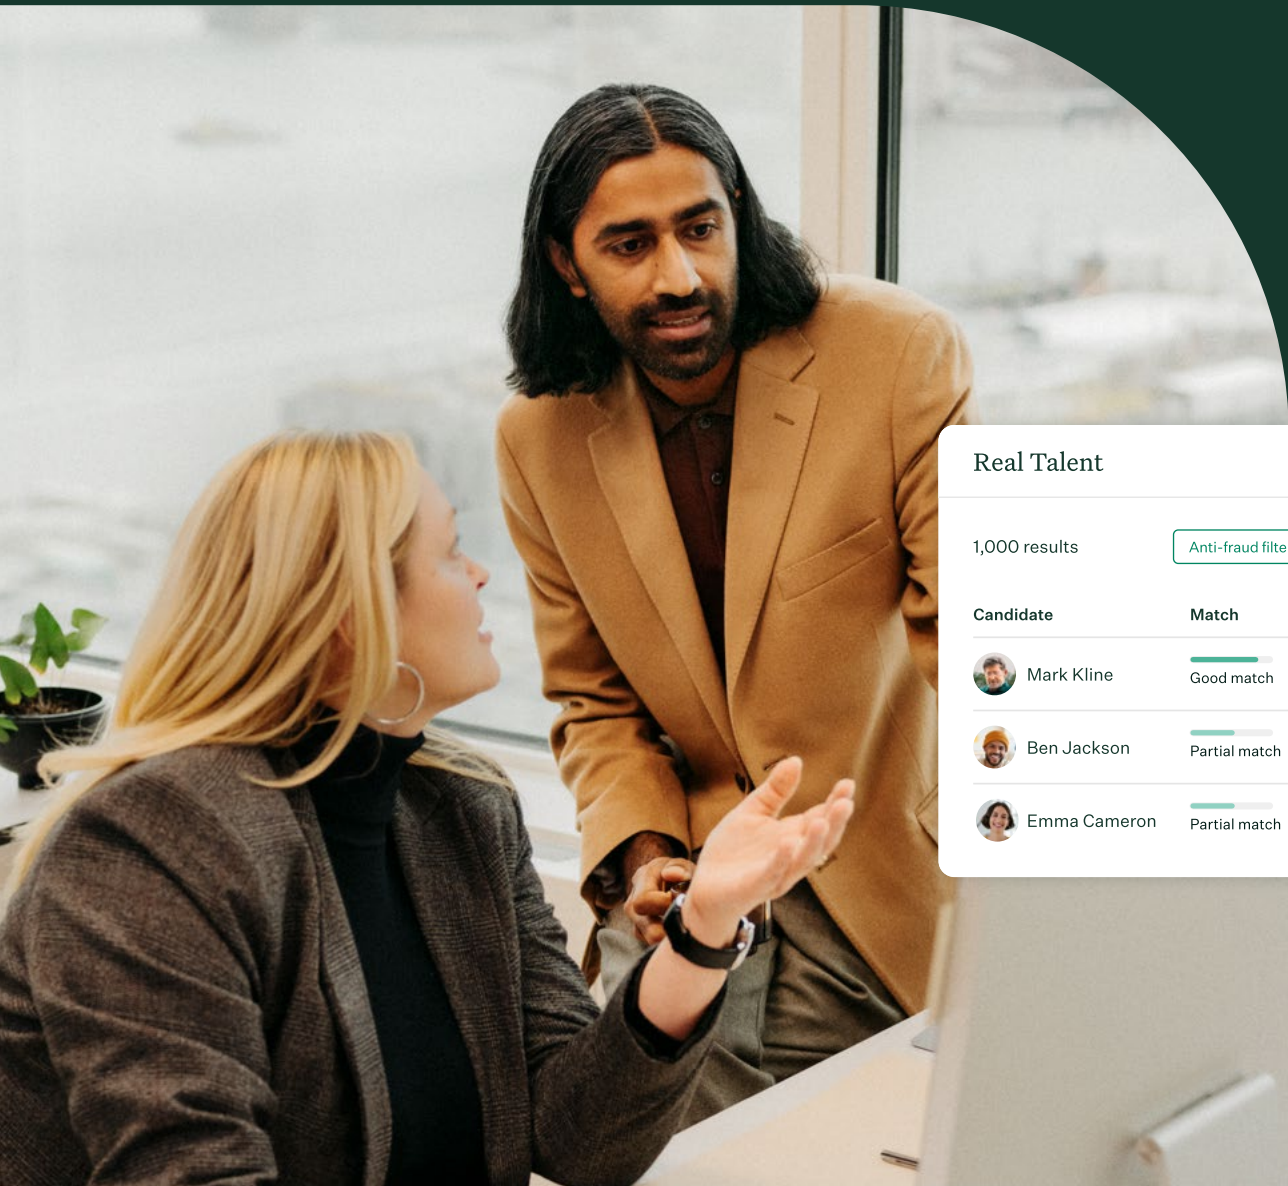 Real Talent
1,000 results
Anti-fraud filte
Candidate Match
Mark Kline
Good match
Ben Jackson
Partial match
Emma Cameron
Partial match